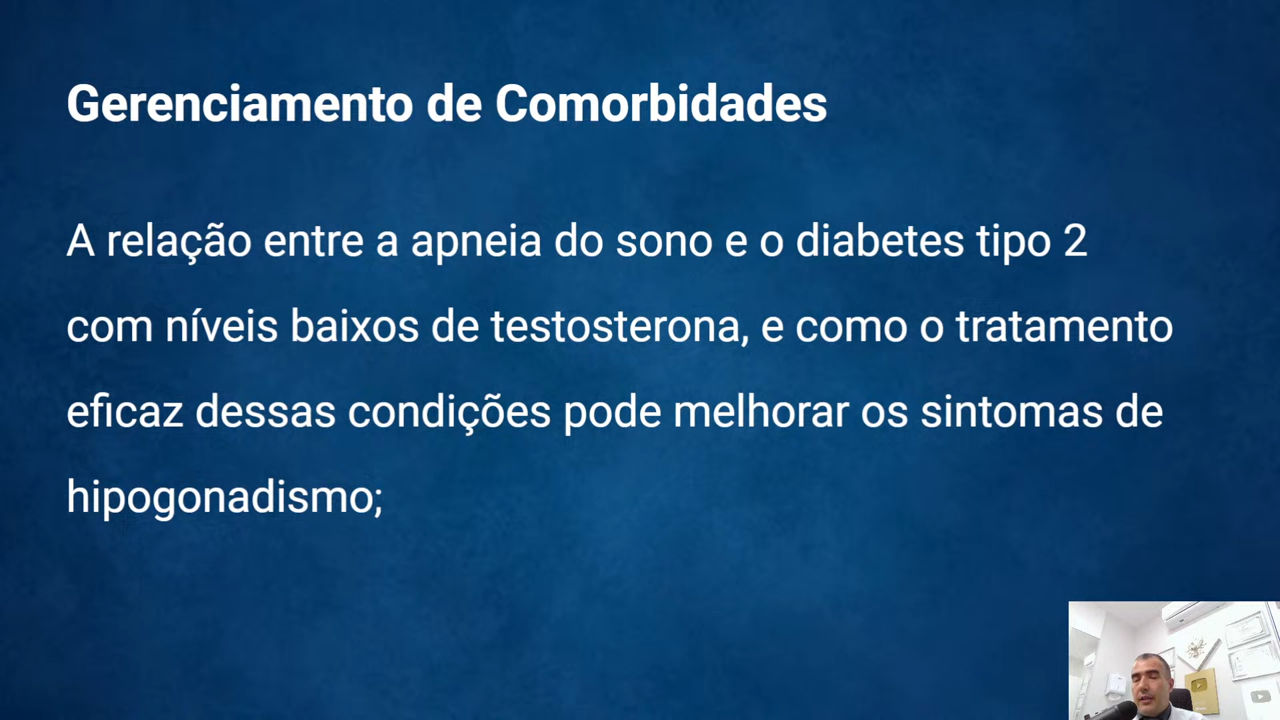 Gerenciamento de Comorbidades
A relação entre a apneia do sono e o diabetes tipo 2
com níveis baixos de testosterona, e como o tratamento
eficaz dessas condições pode melhorar os sintomas de
hipogonadismo;